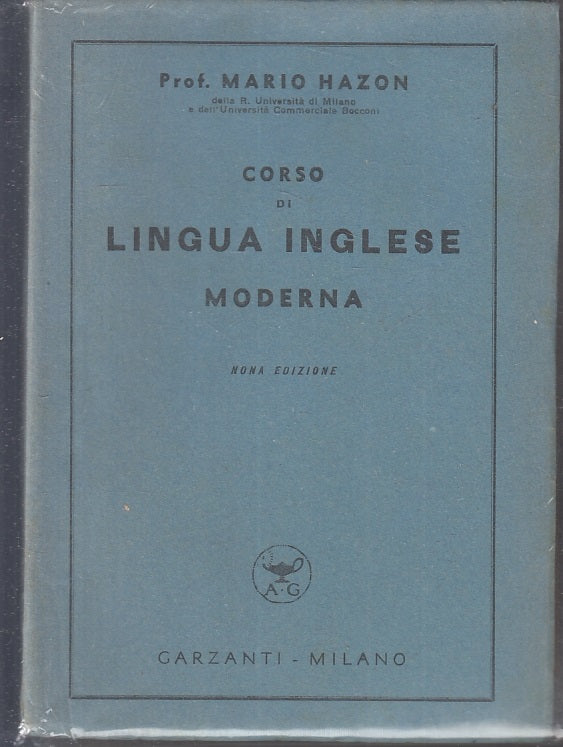 Prof. MARIO HAZON
della R. Università di Milano
e dell'Università Commerciale Bocconi
CORSO
DI
LINGUA INGLESE
MODERNA
NONA EDIZIONE
A·G
GARZANTI - MILANO